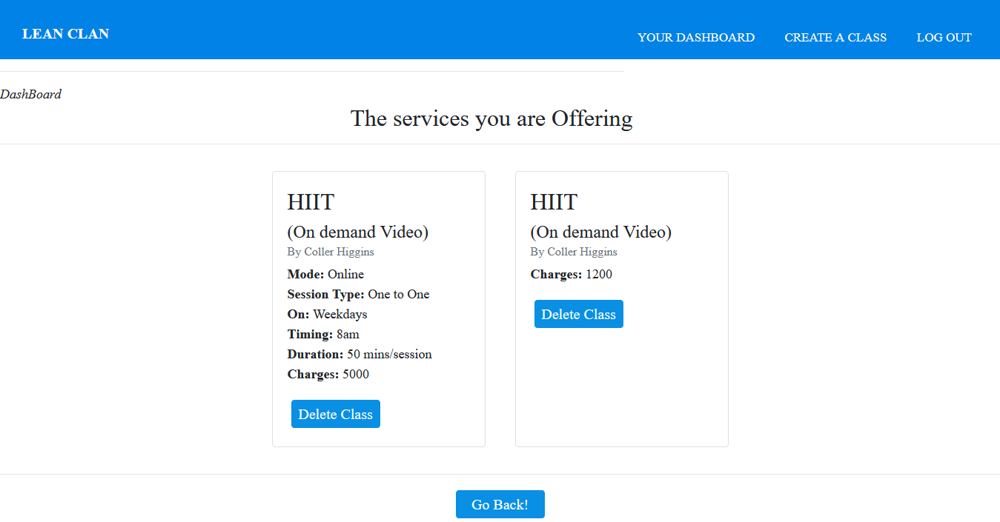 LEAN CLAN
YOUR DASHBOARD CREATE A CLASS LOG OUT
DashBoard
The services you are Offering
HIIT
(On demand Video)
By Coller Higgins
Mode: Online
Session Type: One to One
On: Weekdays
Timing: 8am
Duration: 50 mins/session
Charges: 5000
Delete Class
HIIT
(On demand Video)
By Coller Higgins
Charges: 1200
Delete Class
Go Back!